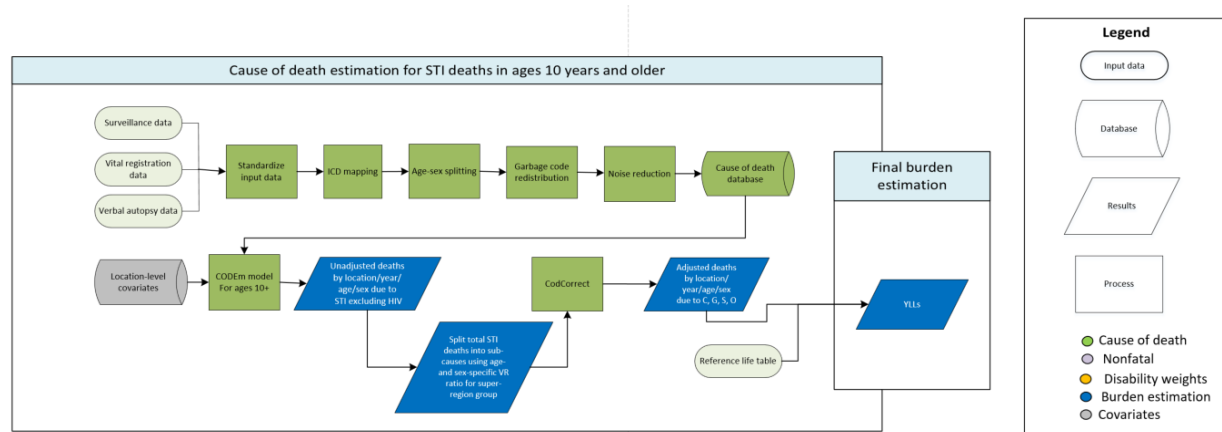 Cause of death estimation for STI deaths in ages 10 years and older
Surveillance data
Vital registration
data
Verbal autopsy data
Standardize
input data
ICD mapping
Age-sex splitting
Garbage code
redistribution
Noise reduction
Cause of death
database
Location-level
covariates
CODEm model
For ages 10+
Unadjusted deaths
by location/year/
age/sex due to
STI excluding HIV
Split total STI
deaths into sub-
causes using age-
and sex-specific VR
ratio for super-
region group
CodCorrect
Adjusted deaths
by location/
year/age/sex
due to C, G, S, O
Reference life table
Final burden
estimation
YLLs
Legend
Input data
Database
Results
Process
Cause of death
Nonfatal
Disability weights
Burden estimation
Covariates